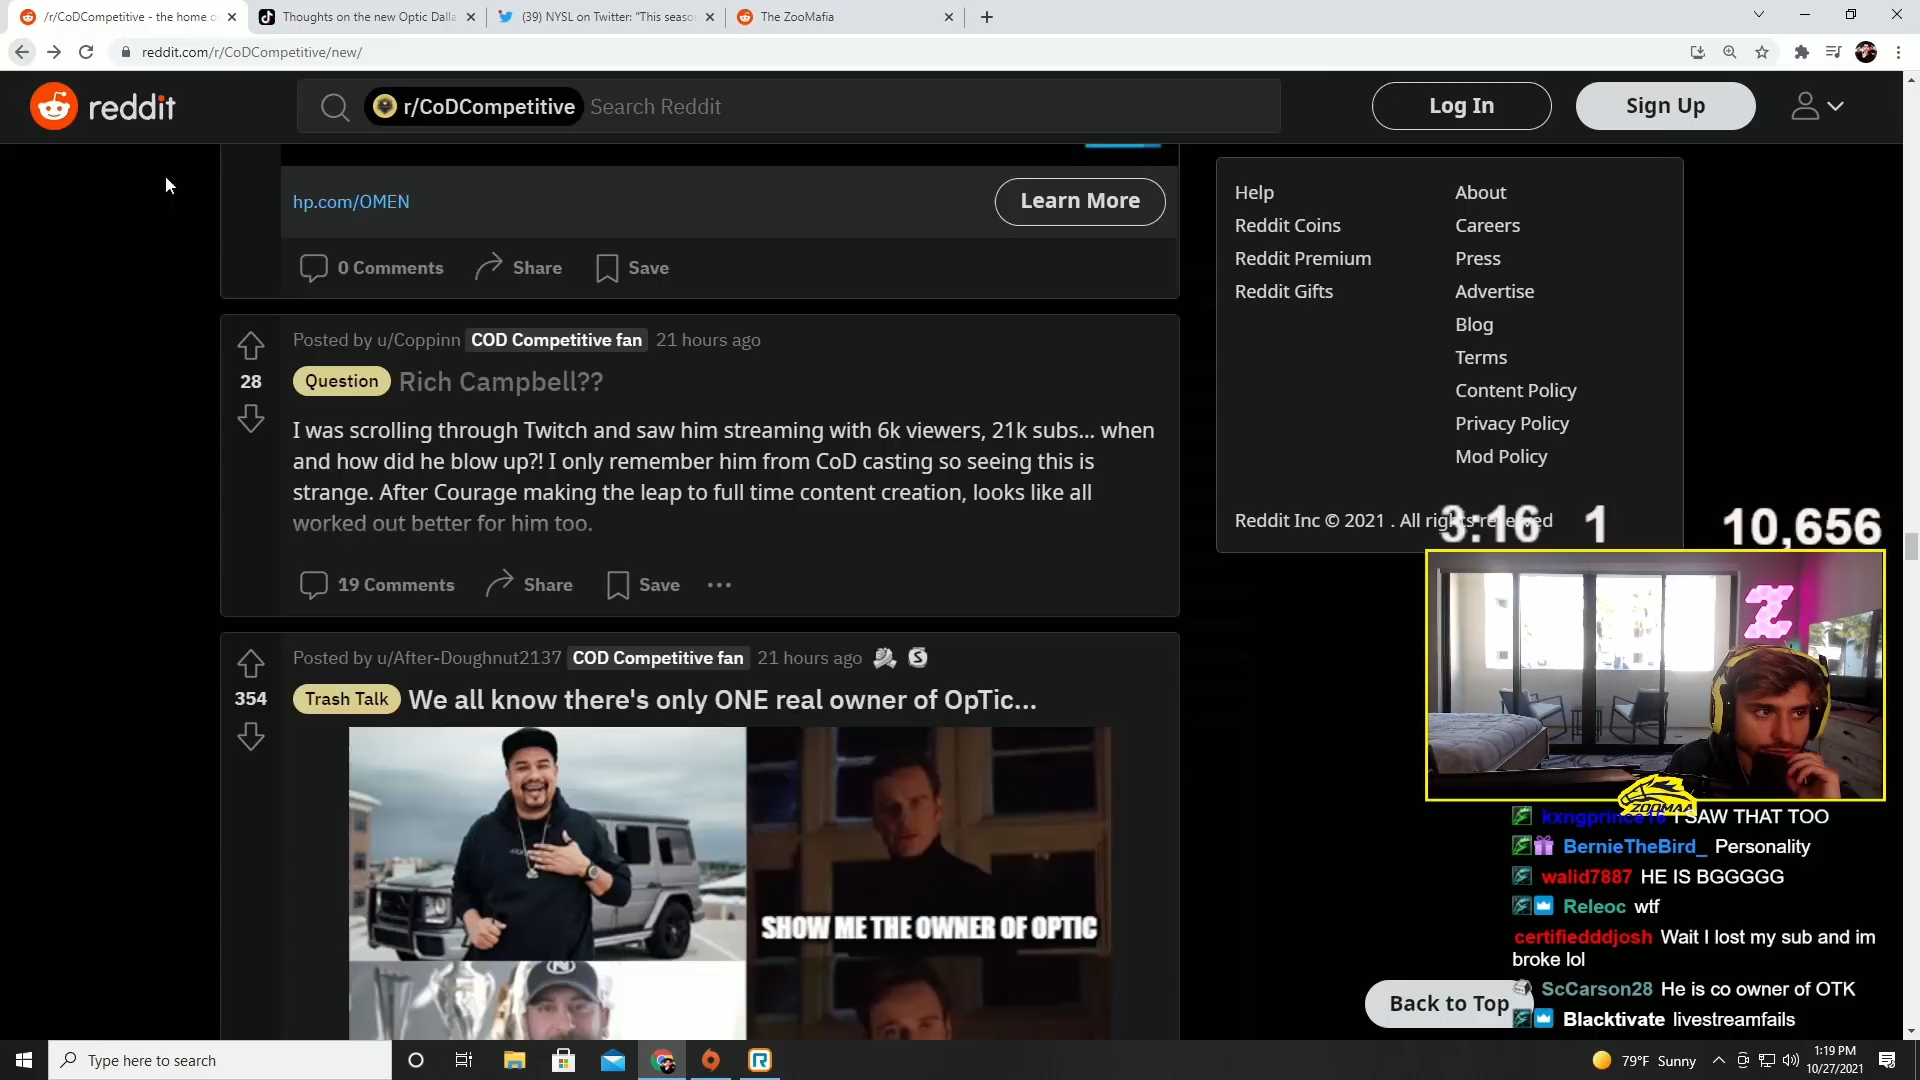 /r/CoDCompetitive - the home o
Thoughts on the new Optic Dalla
(39) NYSL on Twitter: "This seaso
The ZooMafia
reddit.com/r/CoDCompetitive/new/
reddit
r/CoDCompetitive
Search Reddit
Log In
Sign Up
hp.com/OMEN
Learn More
0 Comments
Share
Save
Posted by u/Coppinn COD Competitive fan 21 hours ago
28
Question Rich Campbell??
I was scrolling through Twitch and saw him streaming with 6k viewers, 21k subs... when
and how did he blow up?! I only remember him from CoD casting so seeing this is
strange. After Courage making the leap to full time content creation, looks like all
worked out better for him too.
19 Comments
Share
Save
Posted by u/After-Doughnut2137 COD Competitive fan 21 hours ago
354
Trash Talk We all know there's only ONE real owner of OpTic...
SHOW ME THE OWNER OF OPTIC
Help
Reddit Coins
Reddit Premium
Reddit Gifts
About
Careers
Press
Advertise
Blog
Terms
Content Policy
Privacy Policy
Mod Policy
Reddit Inc © 2021 . All rights reserved
3:16
1
10,656
Z
ZOOMAA
kxngprince16 I SAW THAT TOO
BernieTheBird_ Personality
walid7887 HE IS BGGGGG
Releoc wtf
certifiedddjosh Wait I lost my sub and im
broke lol
ScCarson28 He is co owner of OTK
Blacktivate livestreamfails
Back to Top
Type here to search
79°F Sunny
1:19 PM
10/27/2021